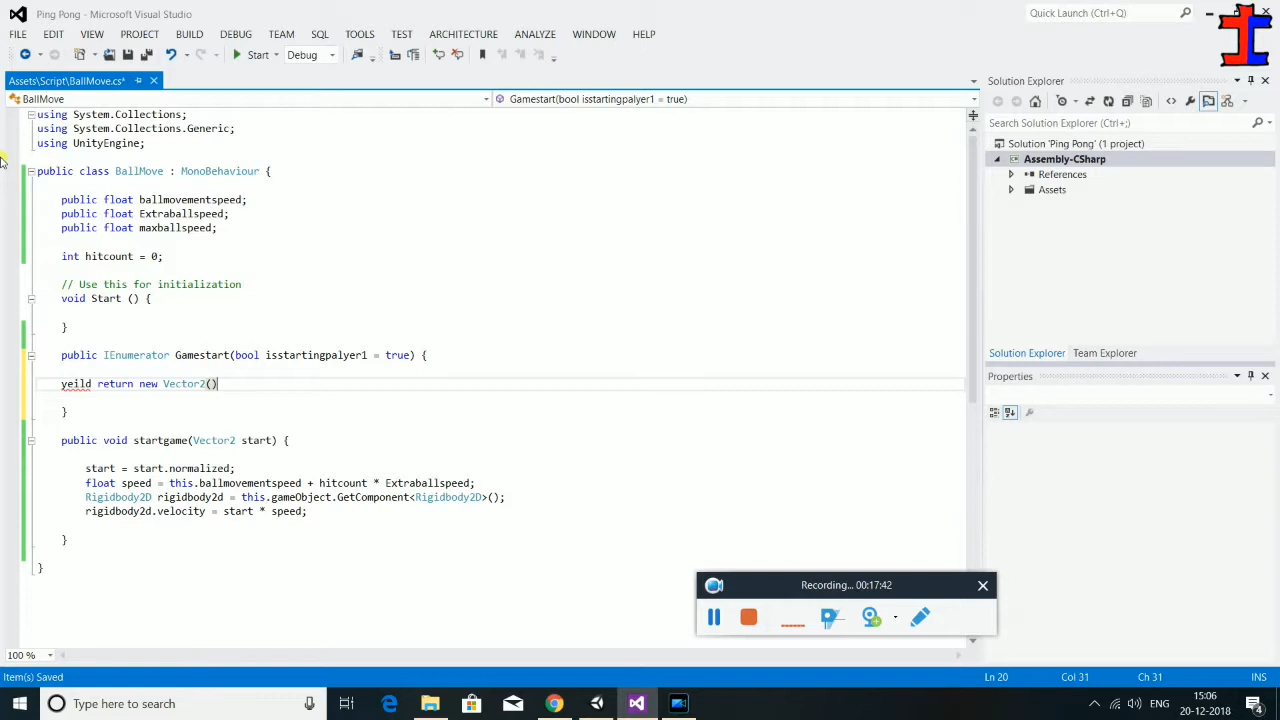 Ping Pong - Microsoft Visual Studio
Quick Launch (Ctrl+Q)
FILE EDIT VIEW PROJECT BUILD DEBUG TEAM SQL TOOLS TEST ARCHITECTURE ANALYZE WINDOW HELP
Start Debug
Assets\Script\BallMove.cs*
Solution Explorer
BallMove
Gamestart(bool isstartingpalyer1 = true)
Search Solution Explorer (Ctrl+;)
Solution 'Ping Pong' (1 project)
Assembly-CSharp
References
Assets
using System.Collections;
using System.Collections.Generic;
using UnityEngine;
public class BallMove : MonoBehaviour {
public float ballmovementspeed;
public float Extraballspeed;
public float maxballspeed;
int hitcount = 0;
// Use this for initialization
void Start () {
}
public IEnumerator Gamestart(bool isstartingpalyer1 = true) {
yeild return new Vector2()
}
public void startgame(Vector2 start) {
start = start.normalized;
float speed = this.ballmovementspeed + hitcount * Extraballspeed;
Rigidbody2D rigidbody2d = this.gameObject.GetComponent<Rigidbody2D>();
rigidbody2d.velocity = start * speed;
}
}
Solution Explorer Team Explorer
Properties
Recording... 00:17:42
100 %
Item(s) Saved
Ln 20 Col 31 Ch 31 INS
Type here to search
ENG
15:06
20-12-2018
4